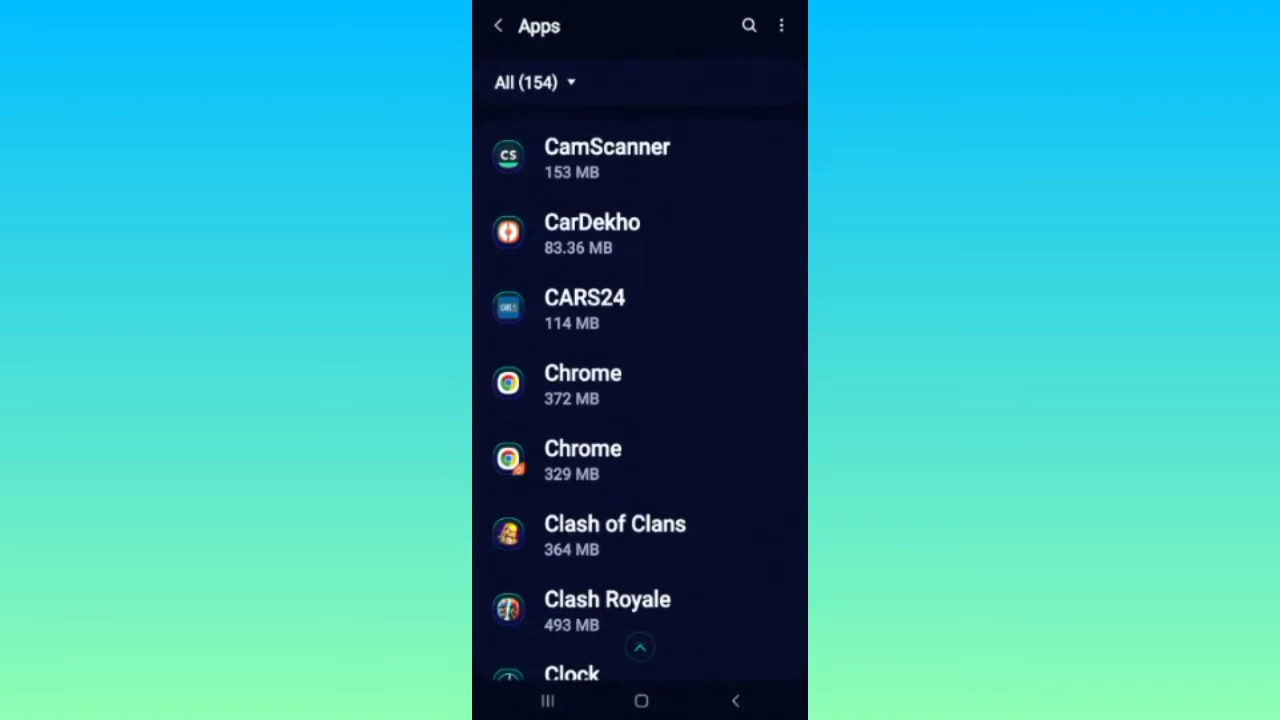 Apps
All (154)
CamScanner
153 MB
CarDekho
83.36 MB
CARS24
114 MB
Chrome
372 MB
Chrome
329 MB
Clash of Clans
364 MB
Clash Royale
493 MB
Clock